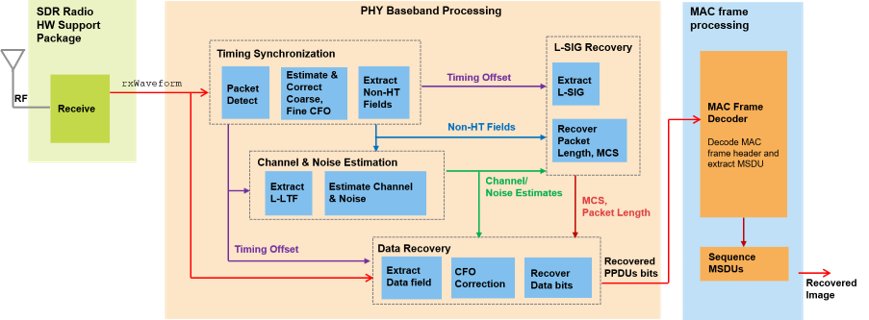 SDR Radio
HW Support
Package
RF
Receive
rxWaveform
PHY Baseband Processing
Timing Synchronization
Packet
Detect
Estimate &
Correct
Coarse,
Fine CFO
Extract
Non-HT
Fields
Timing Offset
L-SIG Recovery
Extract
L-SIG
Non-HT Fields
Recover
Packet
Length, MCS
Channel & Noise Estimation
Extract
L-LTF
Estimate Channel
& Noise
Channel/
Noise Estimates
MCS,
Packet Length
Timing Offset
Data Recovery
Extract
Data field
CFO
Correction
Recover
Data bits
Recovered
PPDUs bits
MAC frame
processing
MAC Frame
Decoder
Decode MAC
frame header and
extract MSDU
Sequence
MSDUs
Recovered
Image